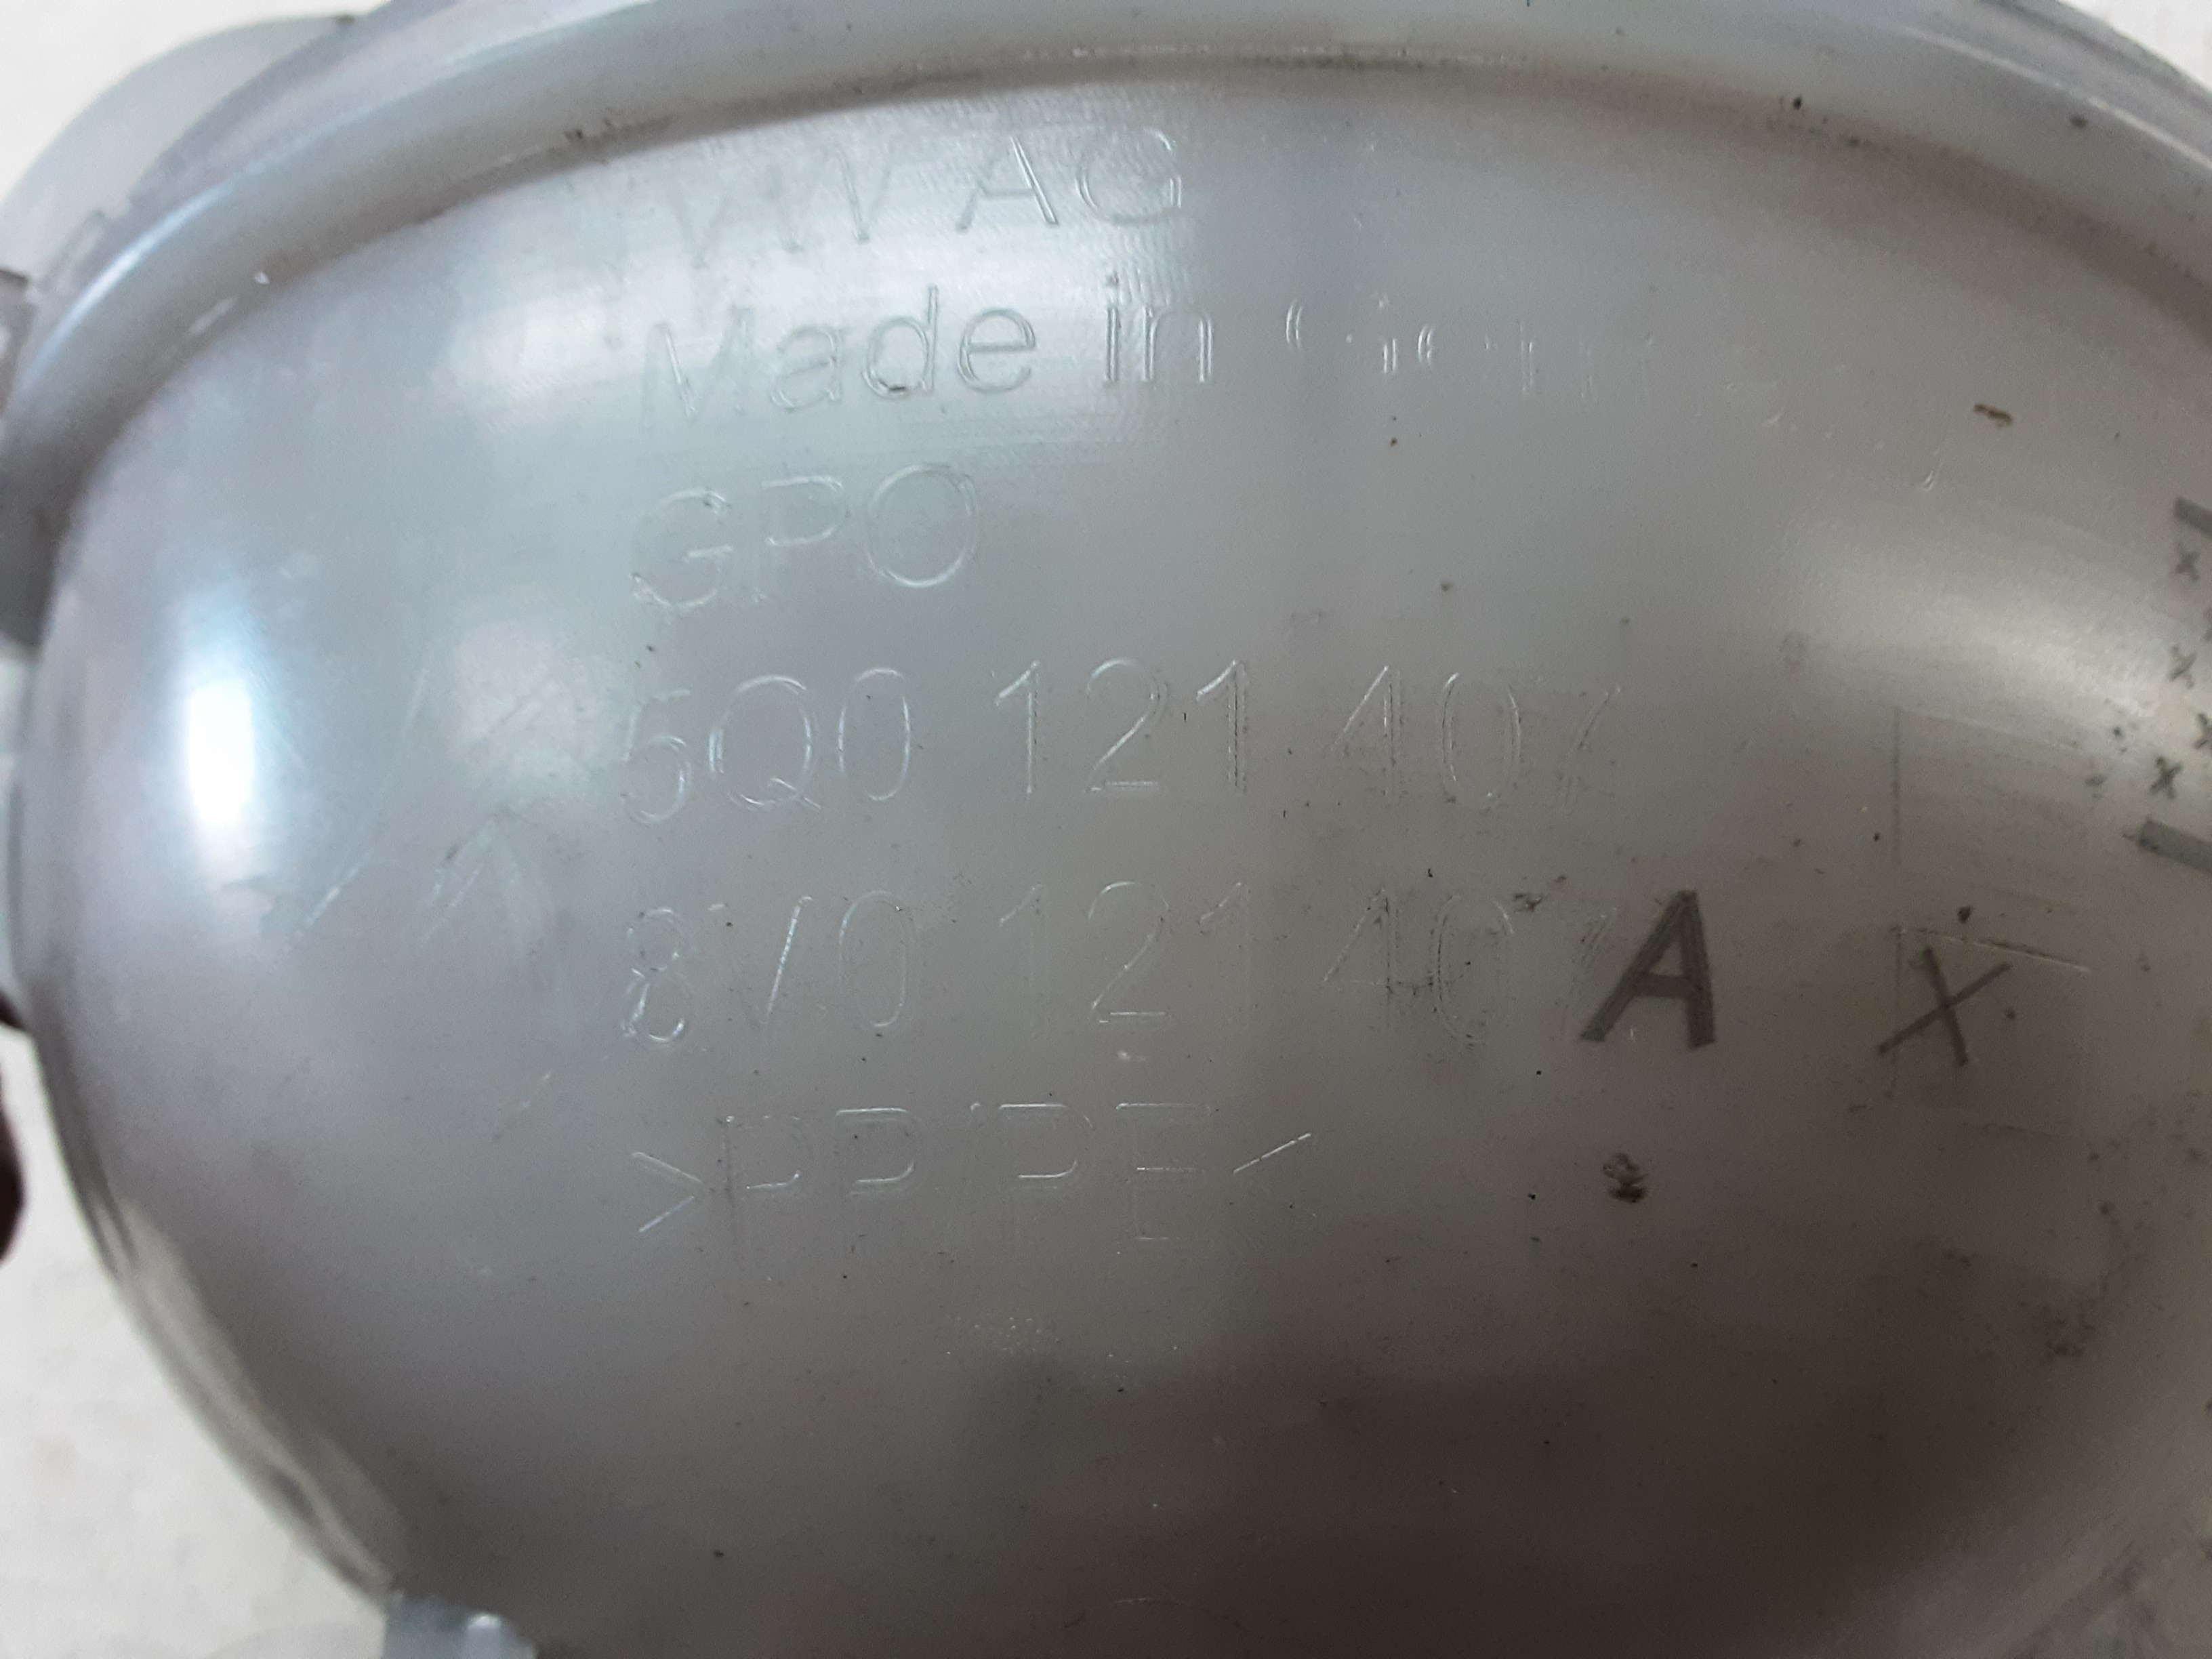 VW AG
Made in
GPO
5Q0 121 407
8V0 121 407 A X
>PP/PE<